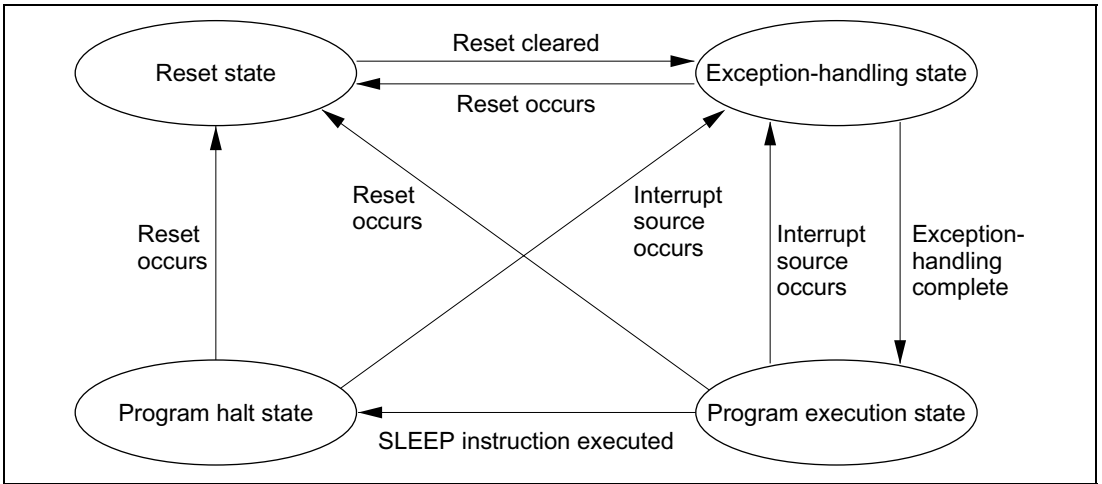 Reset cleared
Reset state
Exception-handling state
Reset occurs
Reset
occurs
Interrupt
source
occurs
Reset
occurs
Interrupt
source
occurs
Exception-
handling
complete
Program halt state
Program execution state
SLEEP instruction executed